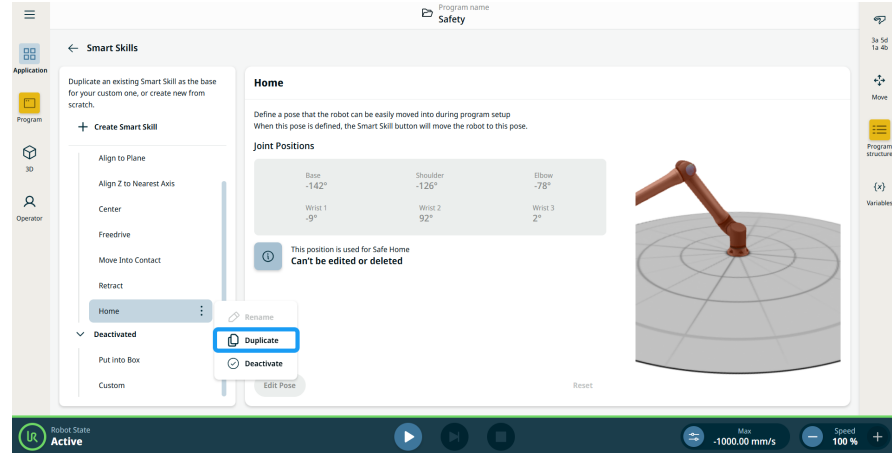 Program name
Safety
3a 5d
1a 4b
Smart Skills
Application
Duplicate an existing Smart Skill as the base
for your custom one, or create new from
scratch.
Create Smart Skill
Program
Align to Plane
Align Z to Nearest Axis
3D
Center
Operator
Freedrive
Move Into Contact
Retract
Home
Deactivated
Put into Box
Custom
Rename
Duplicate
Deactivate
Home
Define a pose that the robot can be easily moved into during program setup
When this pose is defined, the Smart Skill button will move the robot to this pose.
Joint Positions
Base Shoulder Elbow
-142° -126° -78°
Wrist 1 Wrist 2 Wrist 3
-9° 92° 2°
This position is used for Safe Home
Can't be edited or deleted
Edit Pose Reset
Move
Program
structure
{x}
Variables
UR
Robot State
Active
Max
-1000.00 mm/s
Speed
100 %